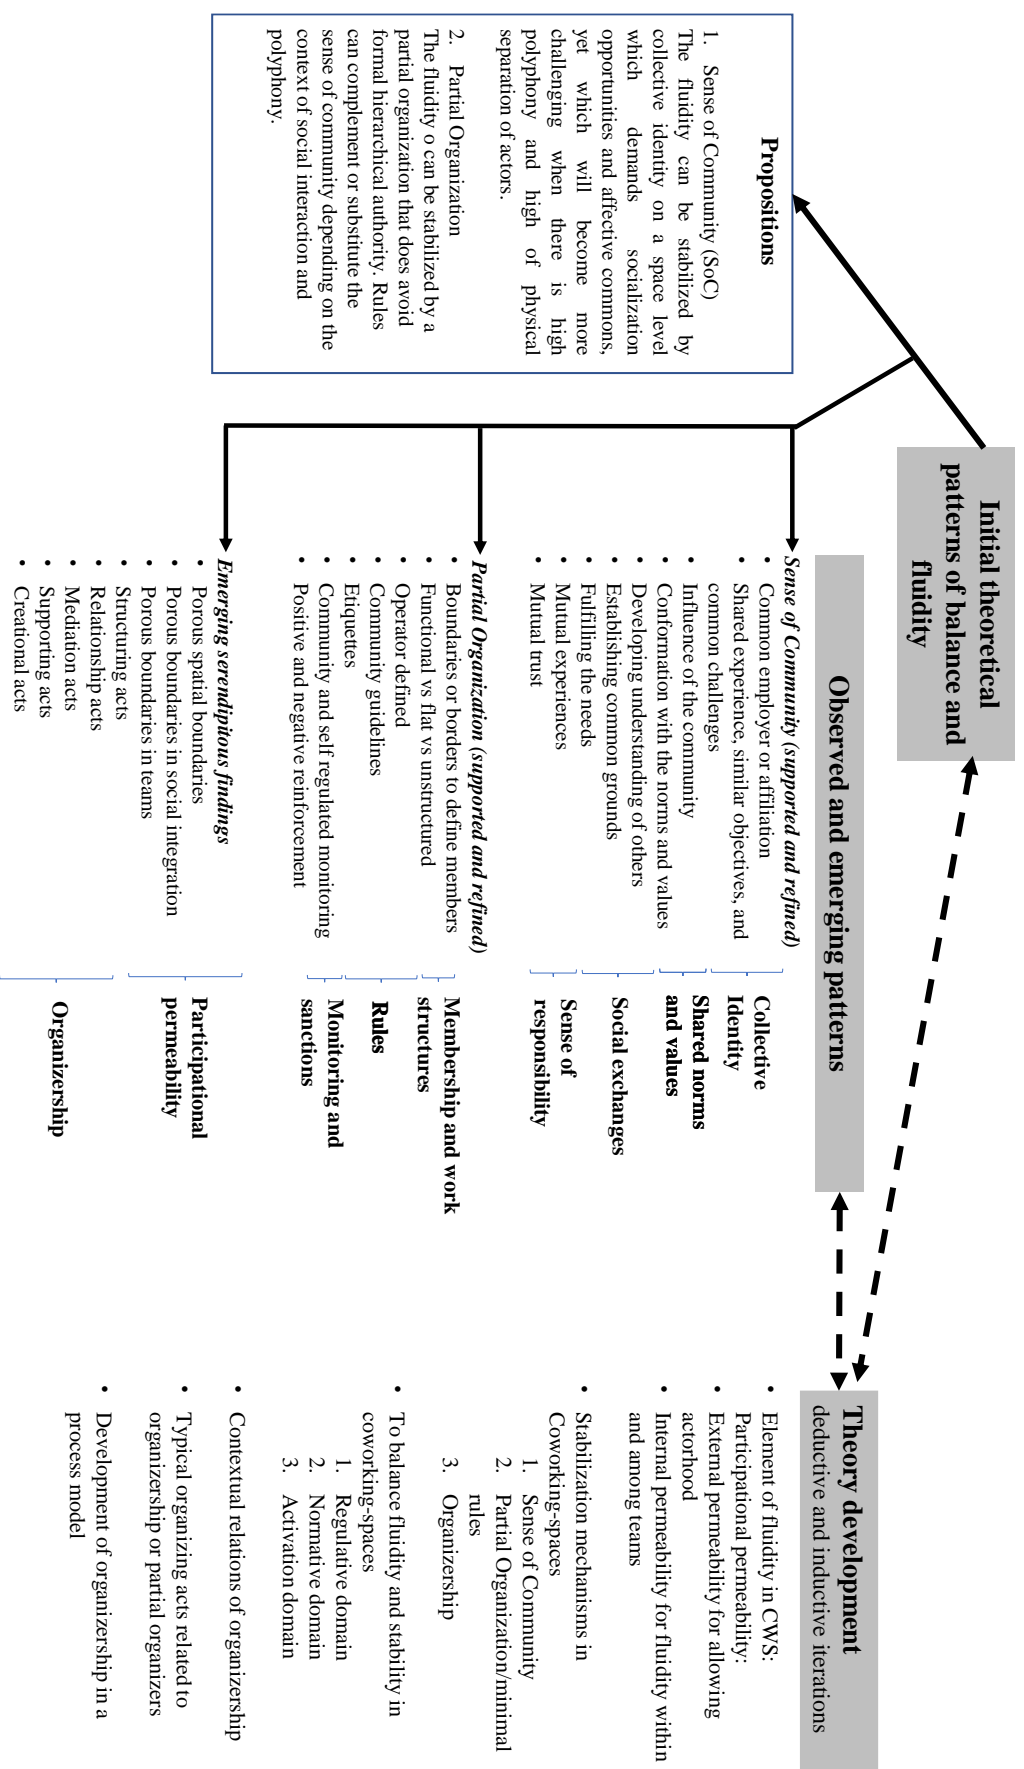 Initial theoretical
patterns of balance and
fluidity
Propositions
1. Sense of Community (SoC)
The fluidity can be stabilized by
collective identity on a space level
which demands socialization
opportunities and affective commons,
yet which will become more
challenging when there is high
polyphony and high of physical
separation of actors.
2. Partial Organization
The fluidity o can be stabilized by a
partial organization that does avoid
formal hierarchical authority. Rules
can complement or substitute the
sense of community depending on the
context of social interaction and
polyphony.
Observed and emerging patterns
Sense of Community (supported and refined)
• Common employer or affiliation
• Shared experience, similar objectives, and
common challenges
• Influence of the community
• Conformation with the norms and values
• Developing understanding of others
• Establishing common grounds
• Fulfilling the needs
• Mutual experiences
• Mutual trust
Collective
Identity
Shared norms
and values
Social exchanges
Sense of
responsibility
Partial Organization (supported and refined)
• Boundaries or borders to define members
• Functional vs flat vs unstructured
• Operator defined
• Community guidelines
• Etiquettes
• Community and self regulated monitoring
• Positive and negative reinforcement
Membership and work
structures
Rules
Monitoring and
sanctions
Emerging serendipitous findings
• Porous spatial boundaries
• Porous boundaries in social integration
• Porous boundaries in teams
• Structuring acts
• Relationship acts
• Mediation acts
• Supporting acts
• Creational acts
Participational
permeability
Organizership
Theory development
deductive and inductive iterations
• Element of fluidity in CWS:
Participational permeability:
• External permeability for allowing
actorhood
• Internal permeability for fluidity within
and among teams
• Stabilization mechanisms in
Coworking-spaces
1. Sense of Community
2. Partial Organization/minimal
rules
3. Organizership
• To balance fluidity and stability in
coworking-spaces
1. Regulative domain
2. Normative domain
3. Activation domain
• Contextual relations of organizership
• Typical organizing acts related to
organizership or partial organizers
• Development of organizership in a
process model